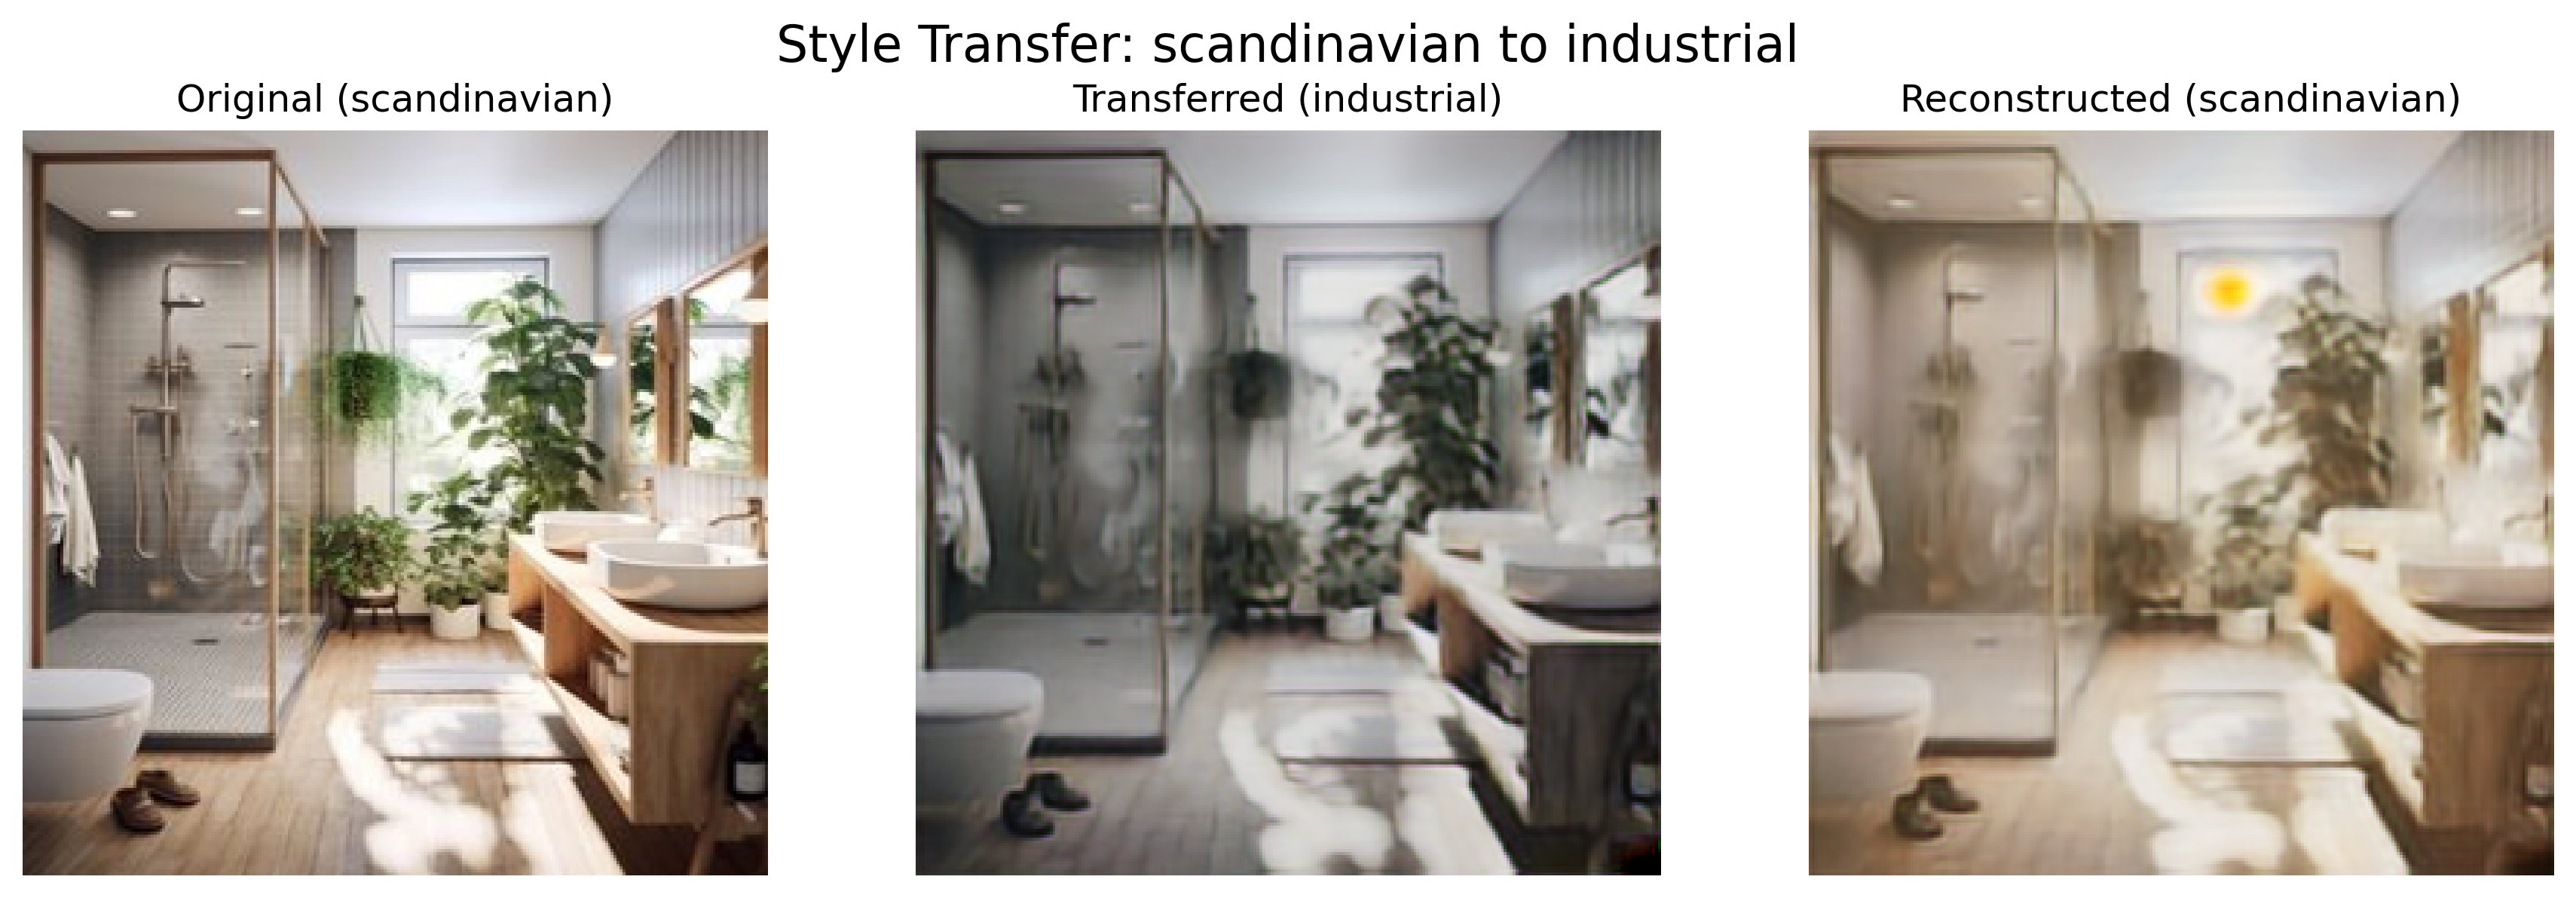 Style Transfer: scandinavian to industrial
Original (scandinavian)
Transferred (industrial)
Reconstructed (scandinavian)